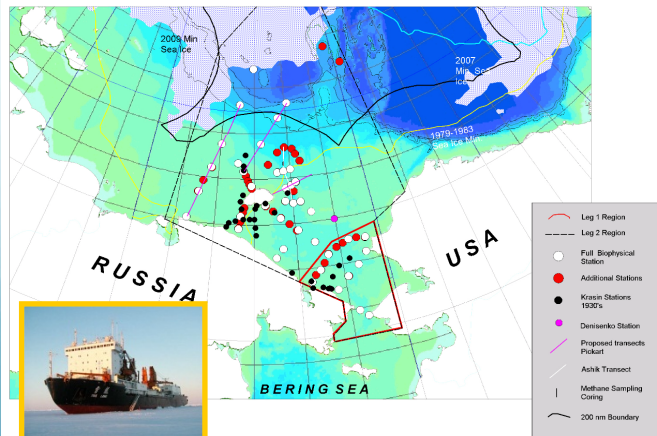 2009 Min
Sea Ice
2007
Min. Sea
Ice
1979-1983
Sea Ice Min
RUSSIA
USA
BERING SEA
Leg 1 Region
Leg 2 Region
Full Biophysical
Station
Additional Stations
Krasin Stations
1930's
Denisenko Station
Proposed transects
Pickart
Ashik Transect
Methane Sampling
Coring
200 nm Boundary